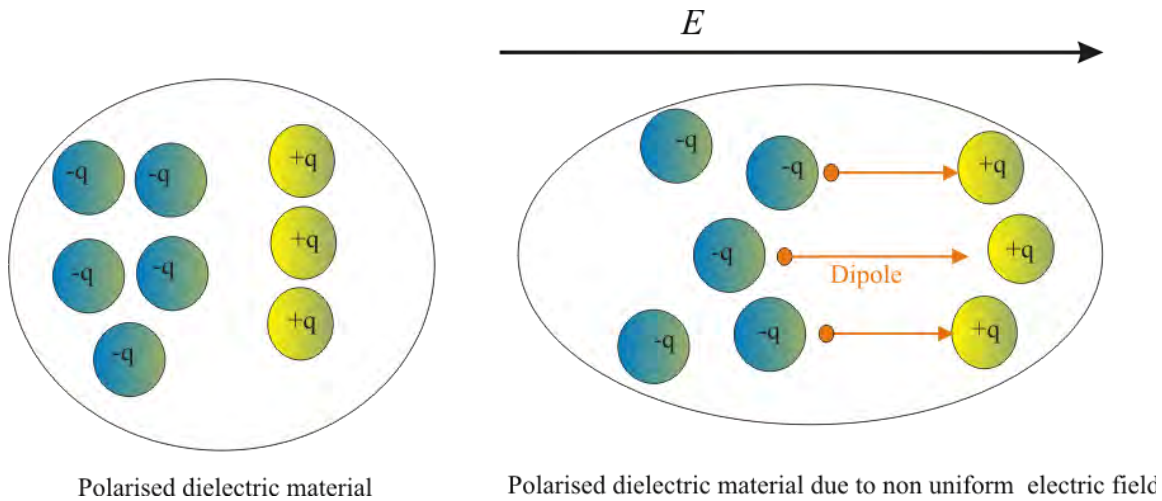 E
-q
-q
+q
-q
-q
+q
-q
+q
-q
-q
+q
-q
+q
Dipole
-q
-q
+q
Polarised dielectric material
Polarised dielectric material due to non uniform electric field